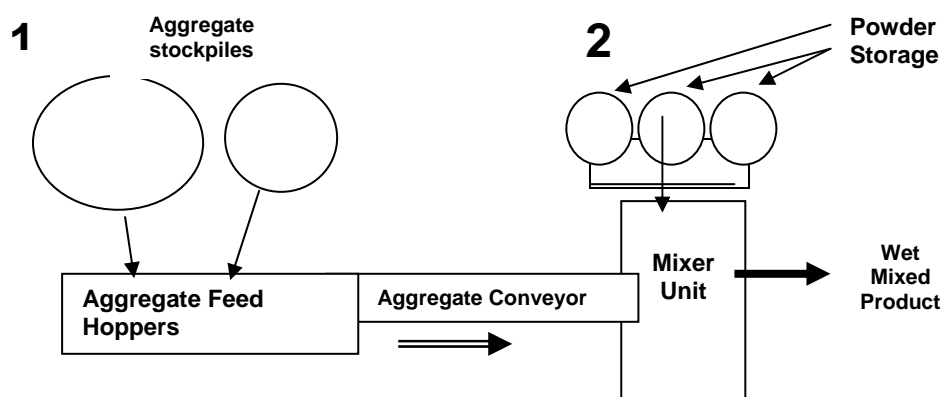 1
Aggregate
stockpiles
2
Powder
Storage
Aggregate Feed
Hoppers
Aggregate Conveyor
Mixer
Unit
Wet
Mixed
Product